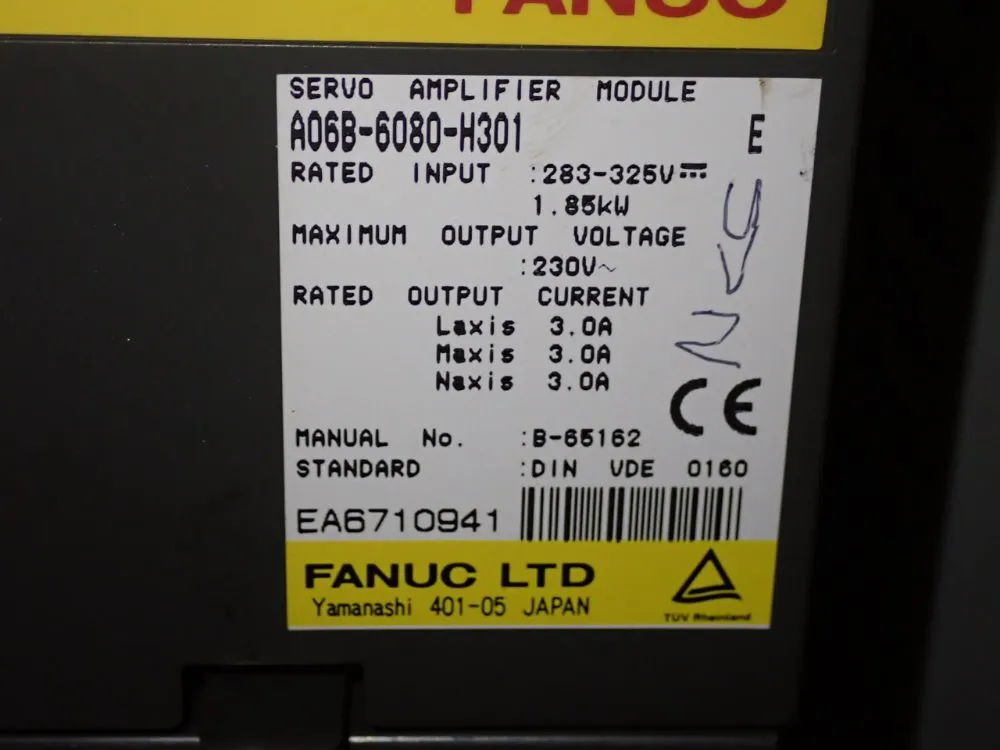 FANUC
SERVO AMPLIFIER MODULE
A06B-6080-H301 E
RATED INPUT :283-325V⎓
1.85kW
MAXIMUM OUTPUT VOLTAGE
:230V~
RATED OUTPUT CURRENT
Laxis 3.0A
Maxis 3.0A
Naxis 3.0A
CE
MANUAL No. :B-65162
STANDARD :DIN VDE 0160
EA6710941
FANUC LTD
Yamanashi 401-05 JAPAN
TÜV Rheinland